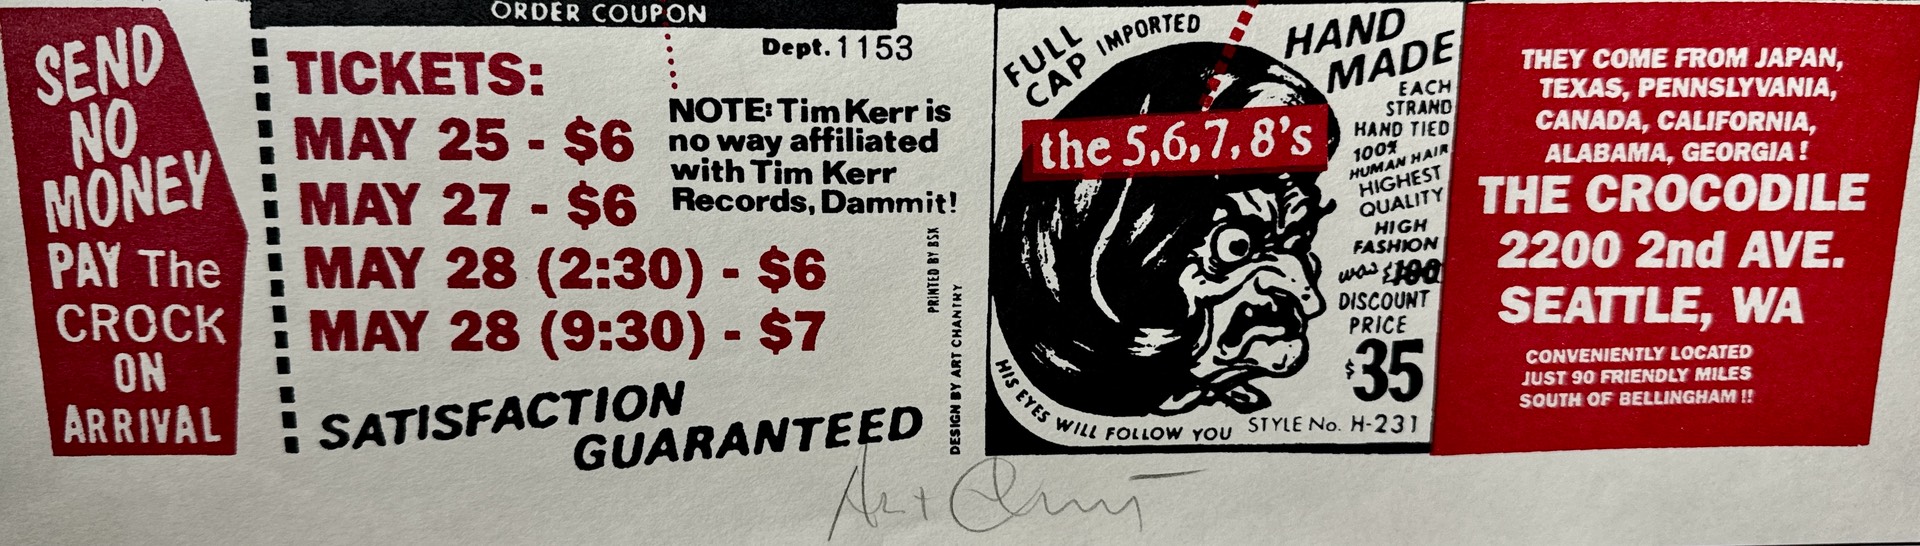 ORDER COUPON
SEND
NO
MONEY
PAY The
CROCK
ON
ARRIVAL
TICKETS:
MAY 25 - $6
MAY 27 - $6
MAY 28 (2:30) - $6
MAY 28 (9:30) - $7
SATISFACTION
GUARANTEED
Dept. 1153
NOTE: Tim Kerr is
no way affiliated
with Tim Kerr
Records, Dammit!
PRINTED BY BSK
DESIGN BY ART CHANTRY
FULL
CAP IMPORTED
the 5,6,7,8's
HAND
MADE
EACH
STRAND
HAND TIED
100%
HUMAN HAIR
HIGHEST
QUALITY
HIGH
FASHION
was $100
DISCOUNT
PRICE
$35
HIS EYES WILL FOLLOW YOU
STYLE No. H-231
THEY COME FROM JAPAN,
TEXAS, PENNSLYVANIA,
CANADA, CALIFORNIA,
ALABAMA, GEORGIA!
THE CROCODILE
2200 2nd AVE.
SEATTLE, WA
CONVENIENTLY LOCATED
JUST 90 FRIENDLY MILES
SOUTH OF BELLINGHAM!!
Art Chantry